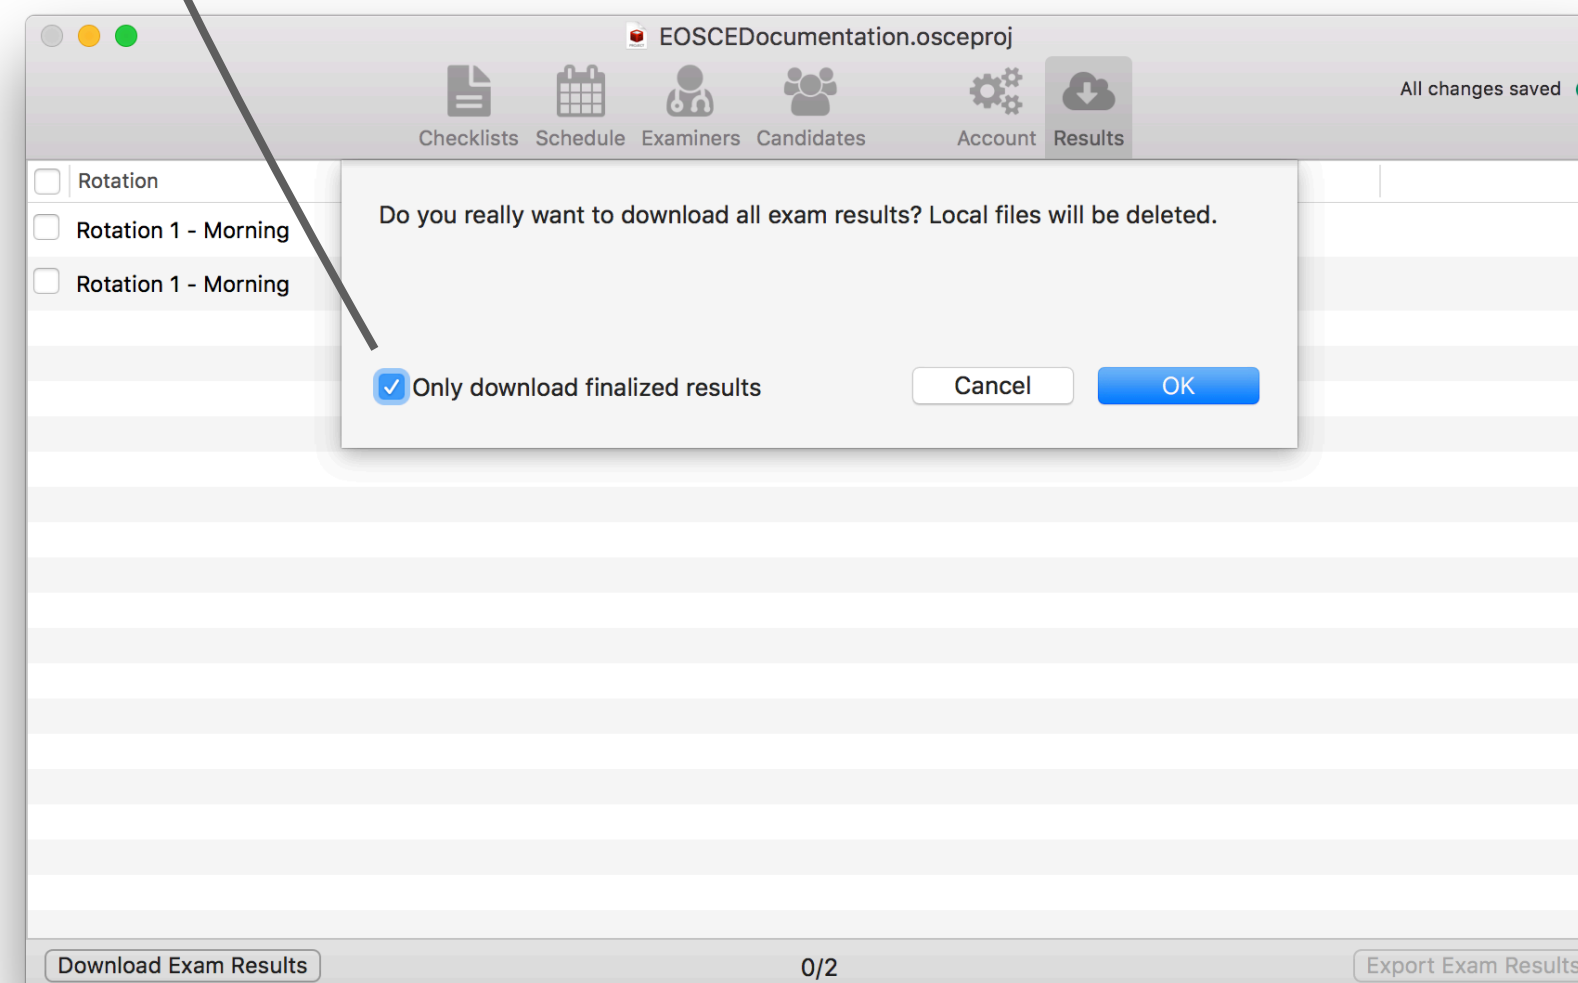 EOSCEDocumentation.osceproj
All changes saved
Checklists Schedule Examiners Candidates Account Results
Rotation
Do you really want to download all exam results? Local files will be deleted.
Rotation 1 - Morning
Rotation 1 - Morning
Only download finalized results Cancel OK
Download Exam Results 0/2 Export Exam Results